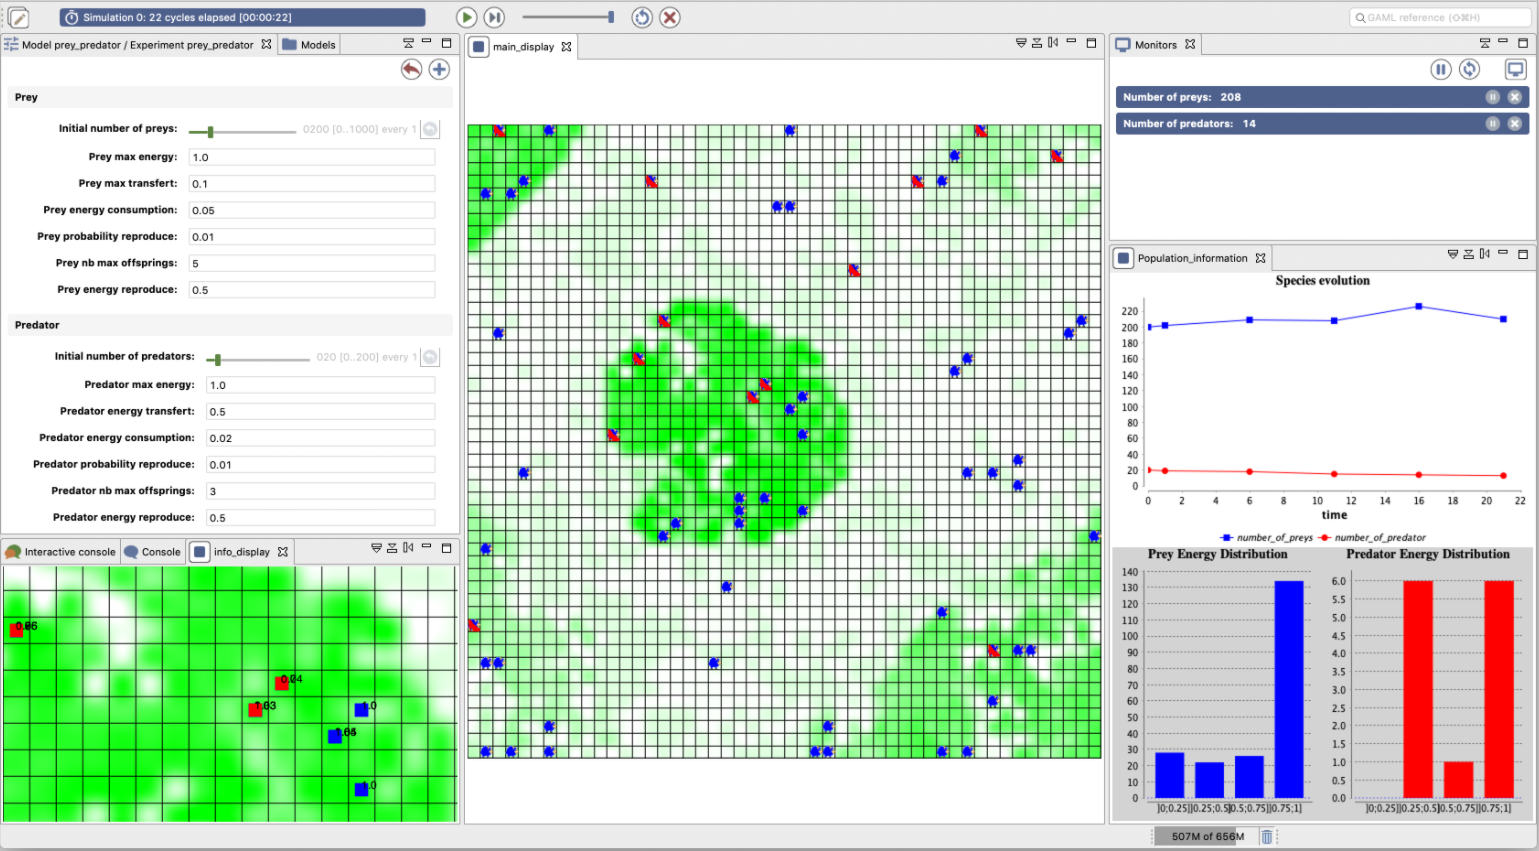 Simulation 0: 22 cycles elapsed [00:00:22]
GAML reference (⇧⌘H)
Model prey_predator / Experiment prey_predator
Models
Prey
Initial number of preys: 0200 [0..1000] every 1
Prey max energy: 1.0
Prey max transfert: 0.1
Prey energy consumption: 0.05
Prey probability reproduce: 0.01
Prey nb max offsprings: 5
Prey energy reproduce: 0.5
Predator
Initial number of predators: 020 [0..200] every 1
Predator max energy: 1.0
Predator energy transfert: 0.5
Predator energy consumption: 0.02
Predator probability reproduce: 0.01
Predator nb max offsprings: 3
Predator energy reproduce: 0.5
Interactive console
Console
info_display
1.0
main_display
Monitors
Number of preys: 208
Number of predators: 14
Population_information
Species evolution
220
200
180
160
140
120
100
80
60
40
20
0
0 2 4 6 8 10 11 12 14 16 18 20 22
time
number_of_preys number_of_predator
Prey Energy Distribution
140
130
120
110
100
90
80
70
60
50
40
30
20
10
0
]0;0.25] ]0.25;0.5] ]0.5;0.75] ]0.75;1]
Predator Energy Distribution
6.0
5.5
5.0
4.5
4.0
3.5
3.0
2.5
2.0
1.5
1.0
0.5
0.0
]0;0.25] ]0.25;0.5] ]0.5;0.75] ]0.75;1]
507M of 656M